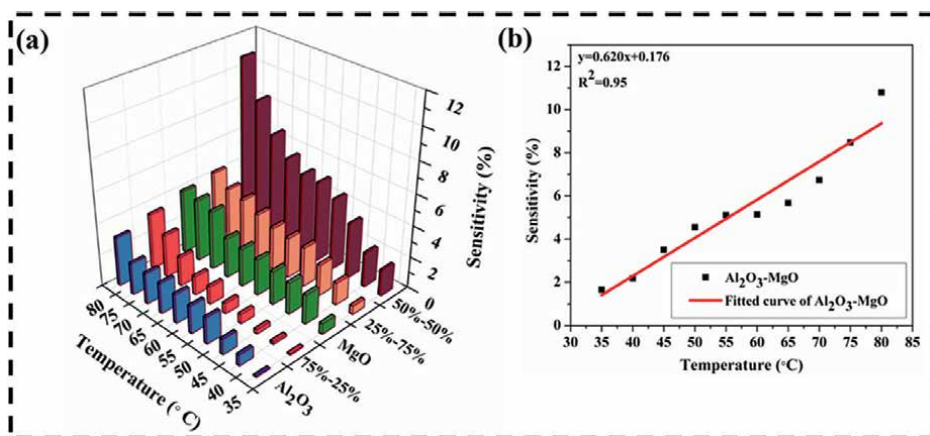 (a)
12
10
8
6
4
2
0
Sensitivity (%)
80
75
70
65
60
55
50
45
40
35
Temperature (° C)
50%-50%
25%-75%
MgO
75%-25%
Al₂O₃
(b)
y=0.620x+0.176
R²=0.95
12
10
8
6
4
2
0
Sensitivity (%)
Al₂O₃-MgO
Fitted curve of Al₂O₃-MgO
30 35 40 45 50 55 60 65 70 75 80 85
Temperature (°C)